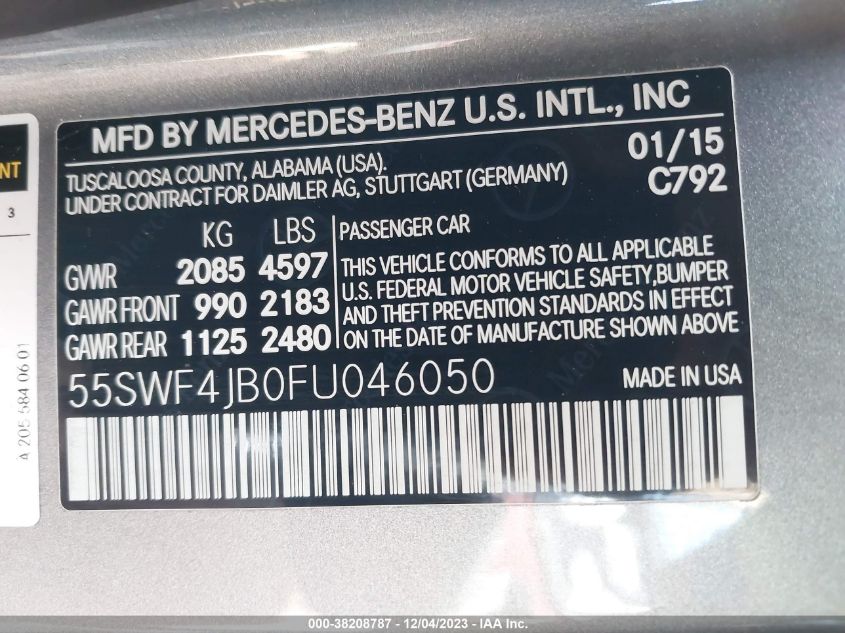 MFD BY MERCEDES-BENZ U.S. INTL., INC
TUSCALOOSA COUNTY, ALABAMA (USA). 01/15
UNDER CONTRACT FOR DAIMLER AG, STUTTGART (GERMANY) C792
KG LBS
GVWR 2085 4597
GAWR FRONT 990 2183
GAWR REAR 1125 2480
PASSENGER CAR
THIS VEHICLE CONFORMS TO ALL APPLICABLE
U.S. FEDERAL MOTOR VEHICLE SAFETY,BUMPER
AND THEFT PREVENTION STANDARDS IN EFFECT
ON THE DATE OF MANUFACTURE SHOWN ABOVE
55SWF4JB0FU046050 MADE IN USA
NT
3
A 205 584 06 01
000-38208787 - 12/04/2023 - IAA Inc.